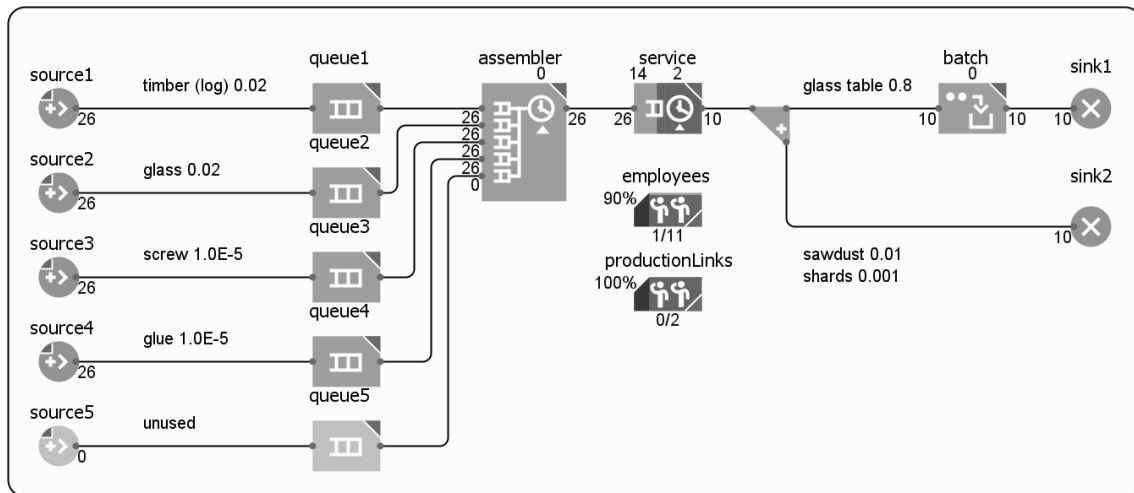 queue1
assembler
service
batch
sink1
source1
timber (log) 0.02
0
14
2
glass table 0.8
0
26
26
26
26
10
10
10
10
queue2
26
source2
glass 0.02
26
26
26
0
employees
90%
1/11
sink2
queue3
source3
screw 1.0E-5
26
10
sawdust 0.01
shards 0.001
productionLinks
100%
0/2
queue4
source4
glue 1.0E-5
26
queue5
source5
unused
0